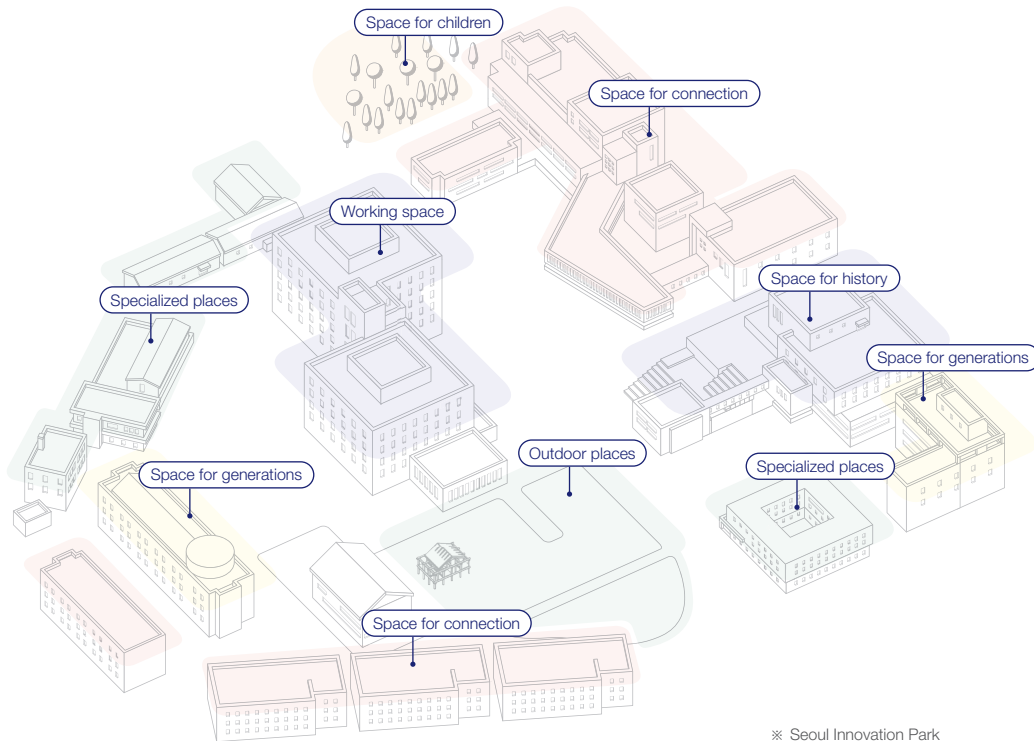 Space for children
Space for connection
Working space
Space for history
Specialized places
Space for generations
Outdoor places
Specialized places
Space for generations
Space for connection
※ Seoul Innovation Park